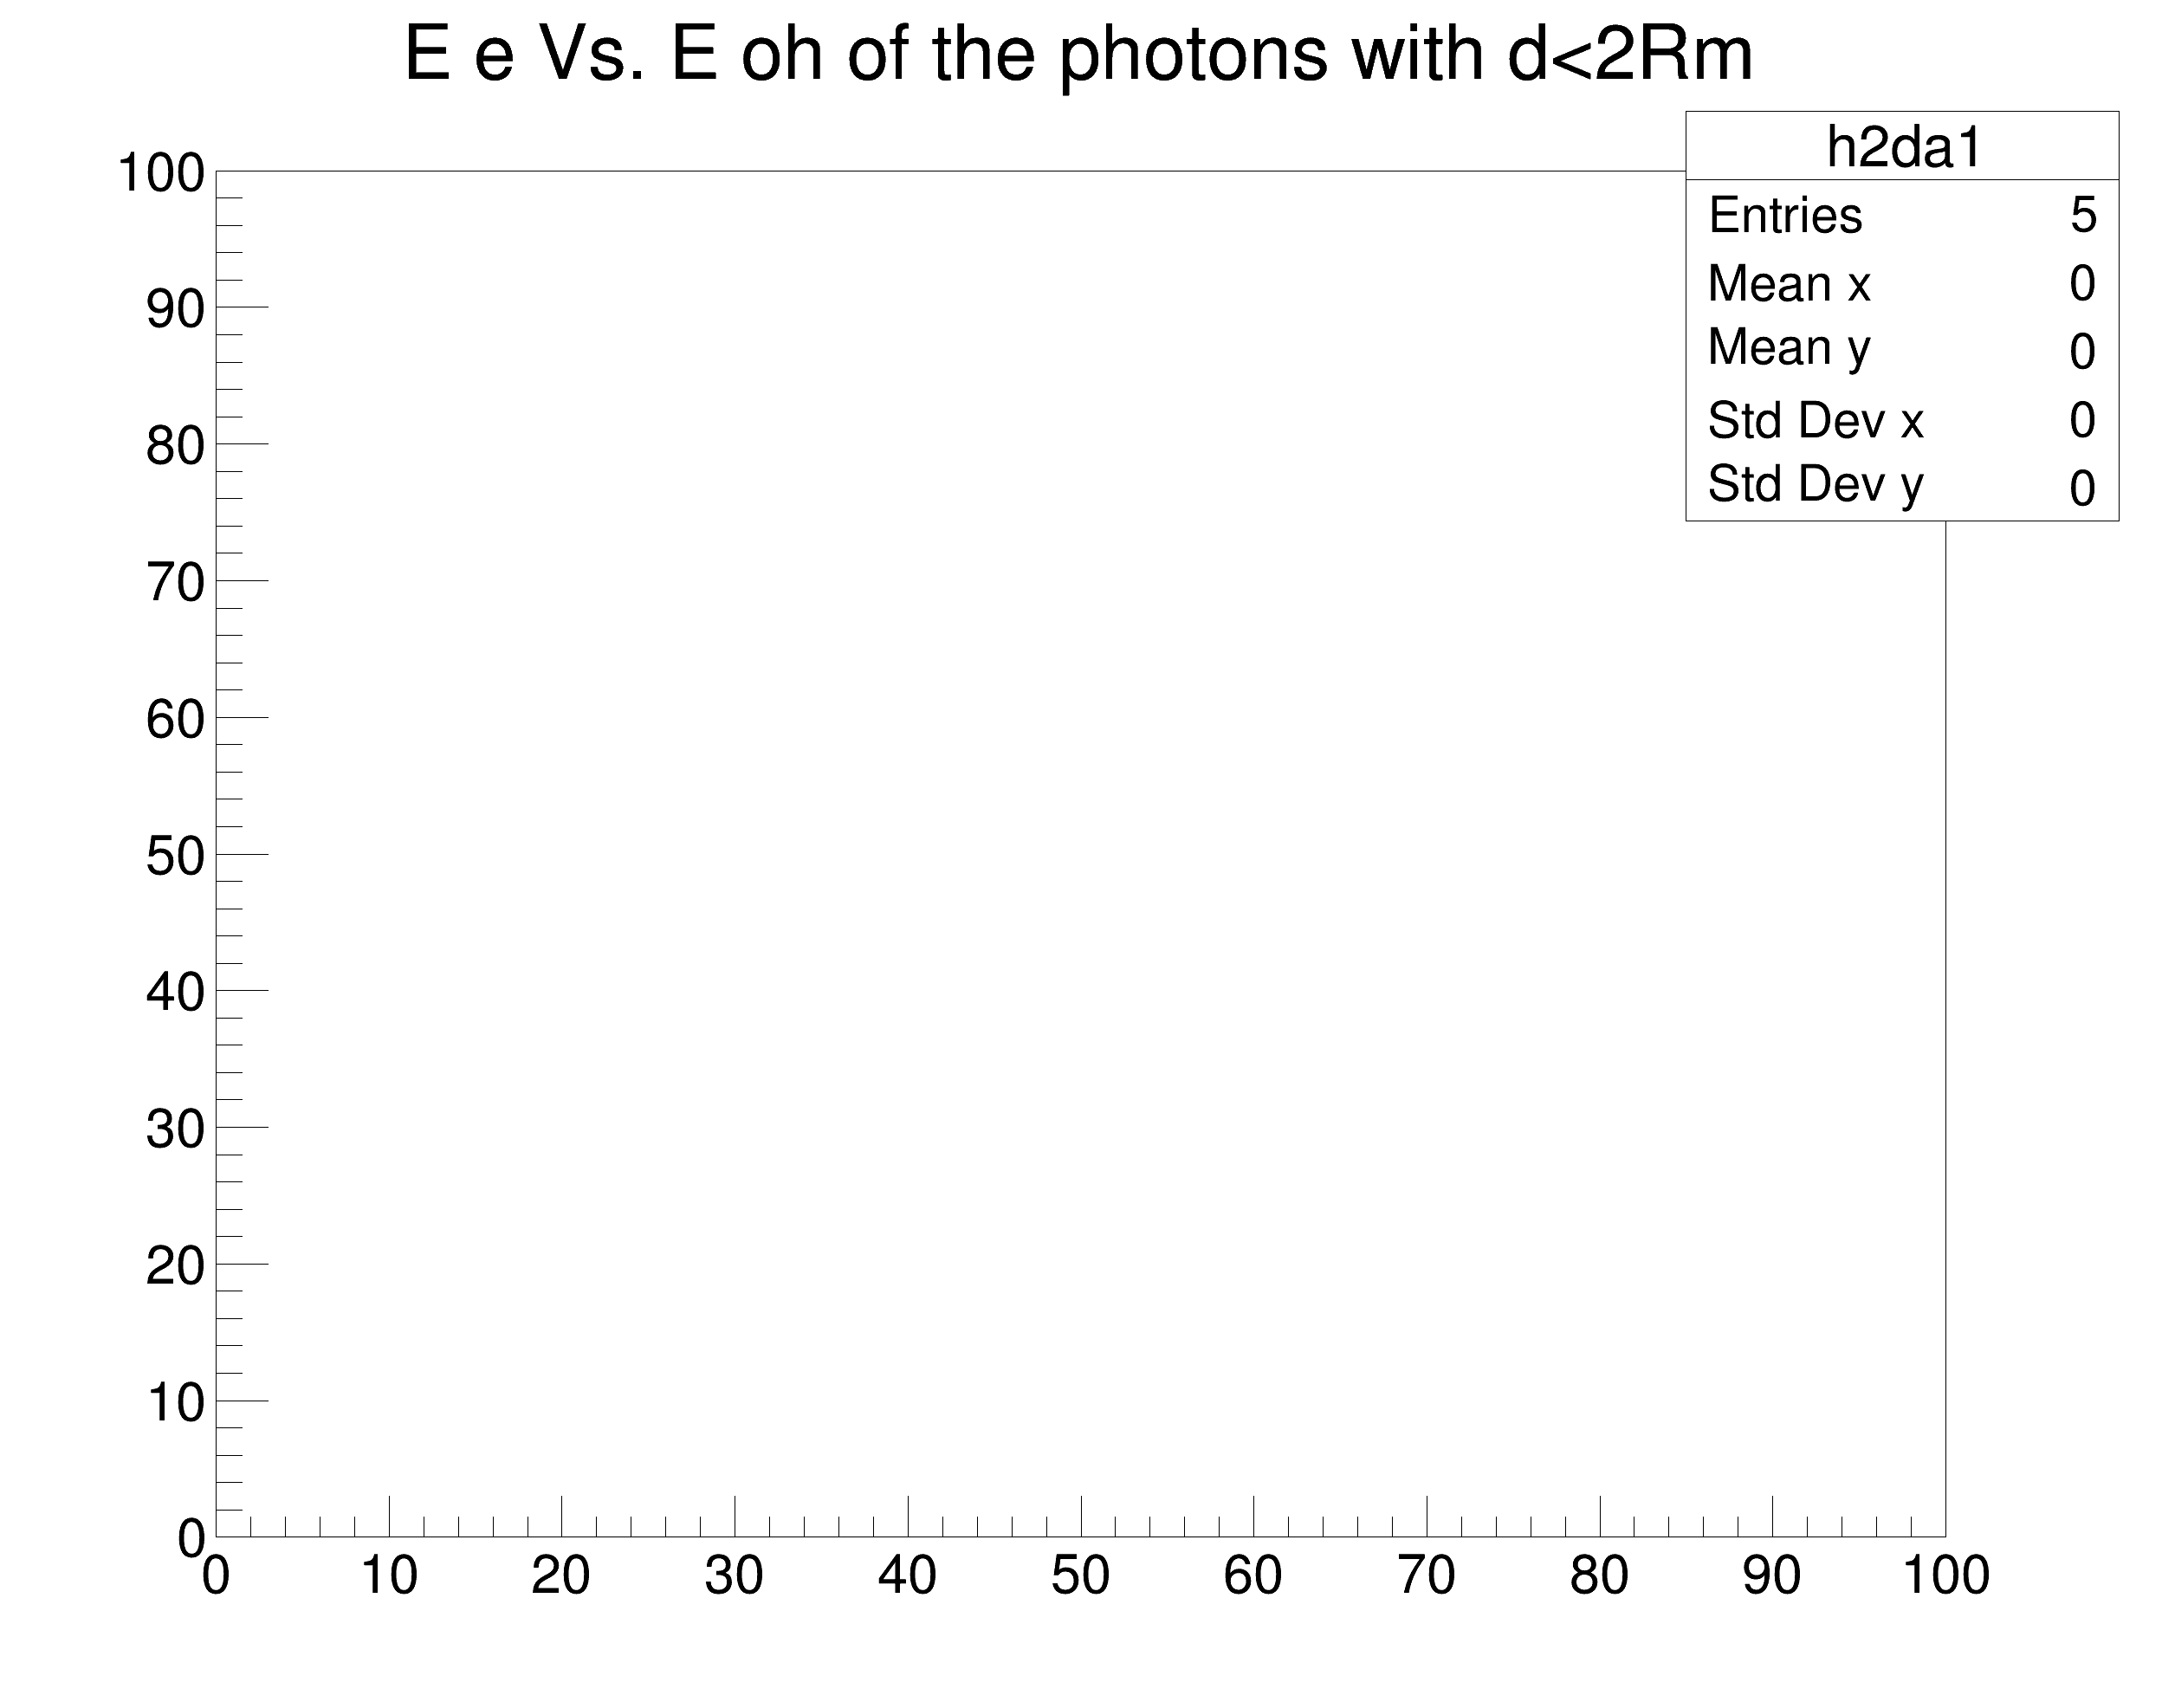 E e Vs. E oh of the photons with d<2Rm
h2da1
Entries 5
Mean x 0
Mean y 0
Std Dev x 0
Std Dev y 0
100
90
80
70
60
50
40
30
20
10
0
0 10 20 30 40 50 60 70 80 90 100